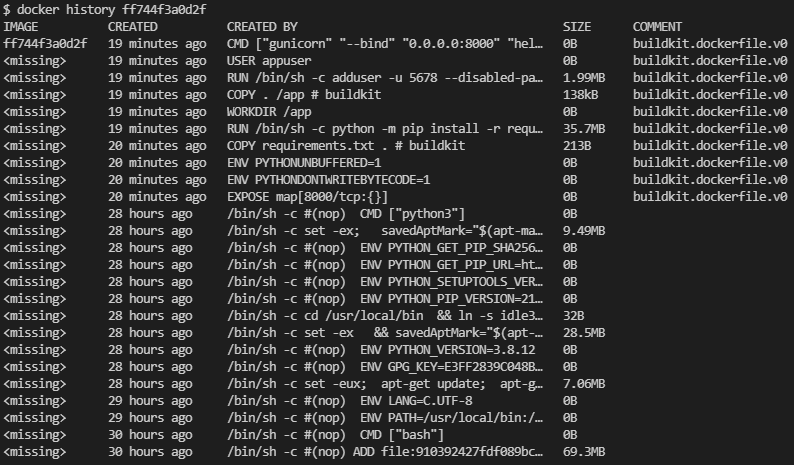 $ docker history ff744f3a0d2f
IMAGE CREATED CREATED BY SIZE COMMENT
ff744f3a0d2f 19 minutes ago CMD ["gunicorn" "--bind" "0.0.0.0:8000" "hel… 0B buildkit.dockerfile.v0
<missing> 19 minutes ago USER appuser 0B buildkit.dockerfile.v0
<missing> 19 minutes ago RUN /bin/sh -c adduser -u 5678 --disabled-pa… 1.99MB buildkit.dockerfile.v0
<missing> 19 minutes ago COPY . /app # buildkit 138kB buildkit.dockerfile.v0
<missing> 19 minutes ago WORKDIR /app 0B buildkit.dockerfile.v0
<missing> 19 minutes ago RUN /bin/sh -c python -m pip install -r requ… 35.7MB buildkit.dockerfile.v0
<missing> 20 minutes ago COPY requirements.txt . # buildkit 213B buildkit.dockerfile.v0
<missing> 20 minutes ago ENV PYTHONUNBUFFERED=1 0B buildkit.dockerfile.v0
<missing> 20 minutes ago ENV PYTHONDONTWRITEBYTECODE=1 0B buildkit.dockerfile.v0
<missing> 20 minutes ago EXPOSE map[8000/tcp:{}] 0B buildkit.dockerfile.v0
<missing> 28 hours ago /bin/sh -c #(nop) CMD ["python3"] 0B
<missing> 28 hours ago /bin/sh -c set -ex; savedAptMark="$(apt-ma… 9.49MB
<missing> 28 hours ago /bin/sh -c #(nop) ENV PYTHON_GET_PIP_SHA256… 0B
<missing> 28 hours ago /bin/sh -c #(nop) ENV PYTHON_GET_PIP_URL=ht… 0B
<missing> 28 hours ago /bin/sh -c #(nop) ENV PYTHON_SETUPTOOLS_VER… 0B
<missing> 28 hours ago /bin/sh -c #(nop) ENV PYTHON_PIP_VERSION=21… 0B
<missing> 28 hours ago /bin/sh -c cd /usr/local/bin && ln -s idle3… 32B
<missing> 28 hours ago /bin/sh -c set -ex && savedAptMark="$(apt-… 28.5MB
<missing> 28 hours ago /bin/sh -c #(nop) ENV PYTHON_VERSION=3.8.12 0B
<missing> 28 hours ago /bin/sh -c #(nop) ENV GPG_KEY=E3FF2839C048B… 0B
<missing> 28 hours ago /bin/sh -c set -eux; apt-get update; apt-g… 7.06MB
<missing> 29 hours ago /bin/sh -c #(nop) ENV LANG=C.UTF-8 0B
<missing> 29 hours ago /bin/sh -c #(nop) ENV PATH=/usr/local/bin:/… 0B
<missing> 30 hours ago /bin/sh -c #(nop) CMD ["bash"] 0B
<missing> 30 hours ago /bin/sh -c #(nop) ADD file:910392427fdf089bc… 69.3MB